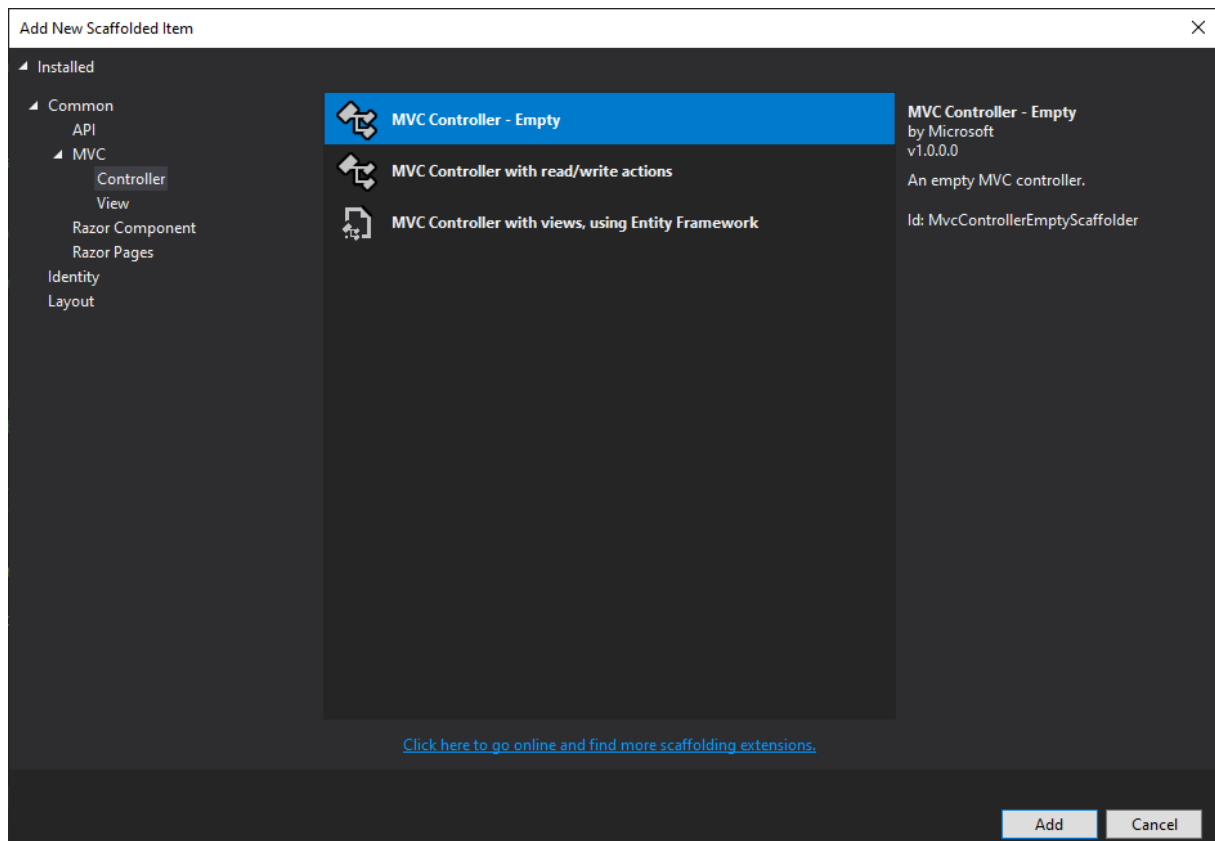 Add New Scaffolded Item
Installed
Common
API
MVC
Controller
View
Razor Component
Razor Pages
Identity
Layout
MVC Controller - Empty
MVC Controller with read/write actions
MVC Controller with views, using Entity Framework
MVC Controller - Empty
by Microsoft
v1.0.0.0
An empty MVC controller.
Id: MvcControllerEmptyScaffolder
Click here to go online and find more scaffolding extensions.
Add
Cancel